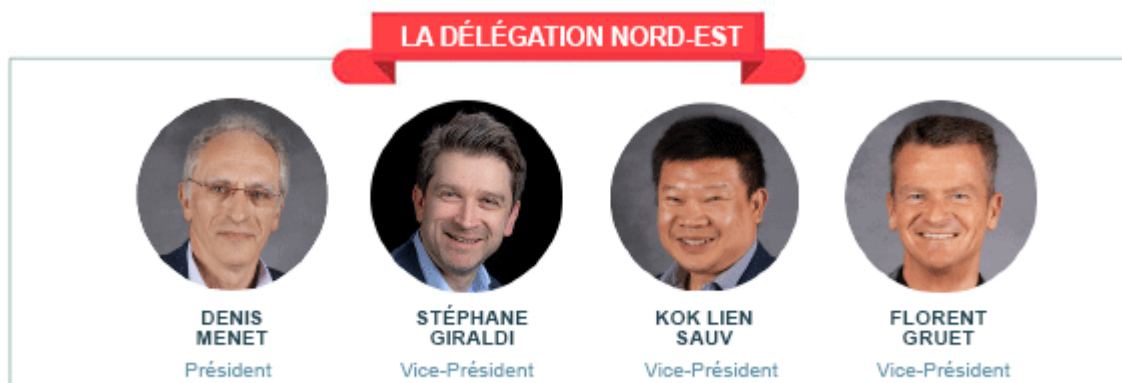 LA DÉLÉGATION NORD-EST
DENIS
MENET
Président
STÉPHANE
GIRALDI
Vice-Président
KOK LIEN
SAUV
Vice-Président
FLORENT
GRUET
Vice-Président